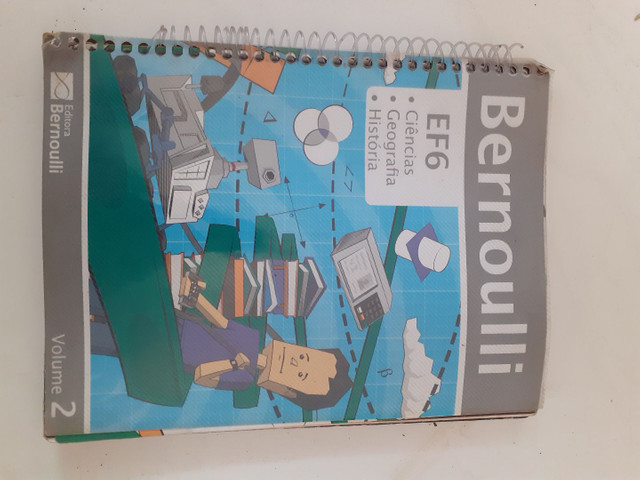 Bernoulli
EF6
• Ciências
• Geografia
• História
β
Editora
Bernoulli
Volume 2